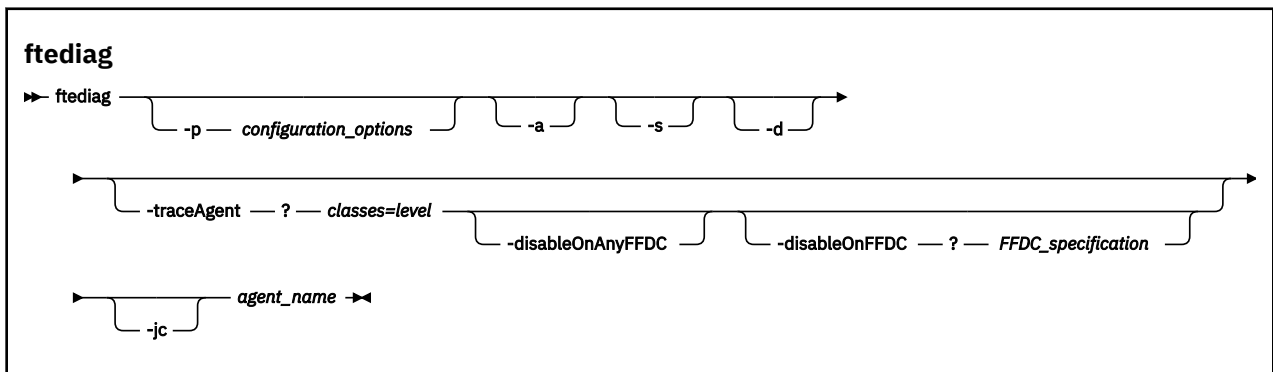 ftediag
ftediag
-p configuration_options -a -s -d
-traceAgent ? classes=level
-disableOnAnyFFDC -disableOnFFDC ? FFDC_specification
agent_name
-jc